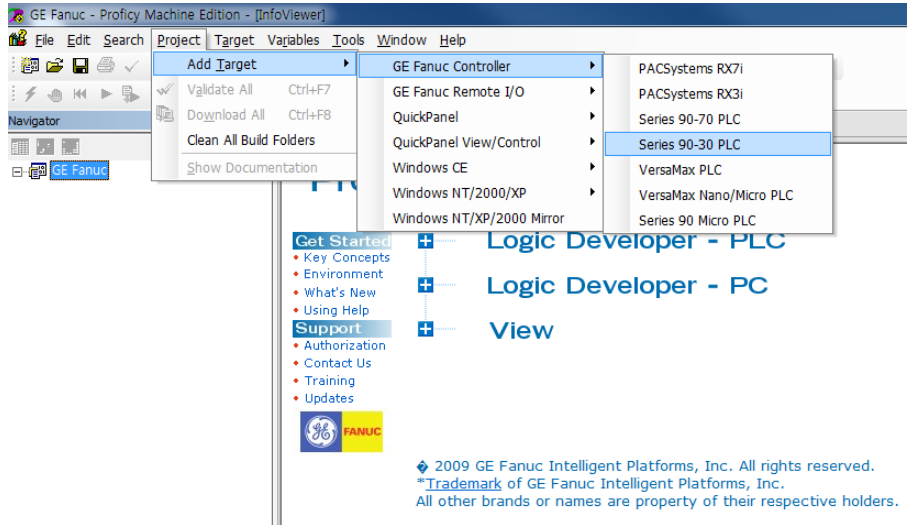 GE Fanuc - Proficy Machine Edition - [InfoViewer]
File Edit Search Project Target Variables Tools Window Help
Add Target
Validate All Ctrl+F7
Download All Ctrl+F8
Clean All Build Folders
Show Documentation
GE Fanuc Controller
GE Fanuc Remote I/O
QuickPanel
QuickPanel View/Control
Windows CE
Windows NT/2000/XP
Windows NT/XP/2000 Mirror
PACSystems RX7i
PACSystems RX3i
Series 90-70 PLC
Series 90-30 PLC
VersaMax PLC
VersaMax Nano/Micro PLC
Series 90 Micro PLC
Navigator
GE Fanuc
Get Started
• Key Concepts
• Environment
• What's New
• Using Help
Support
• Authorization
• Contact Us
• Training
• Updates
GE FANUC
Logic Developer - PLC
Logic Developer - PC
View
� 2009 GE Fanuc Intelligent Platforms, Inc. All rights reserved.
*Trademark of GE Fanuc Intelligent Platforms, Inc.
All other brands or names are property of their respective holders.